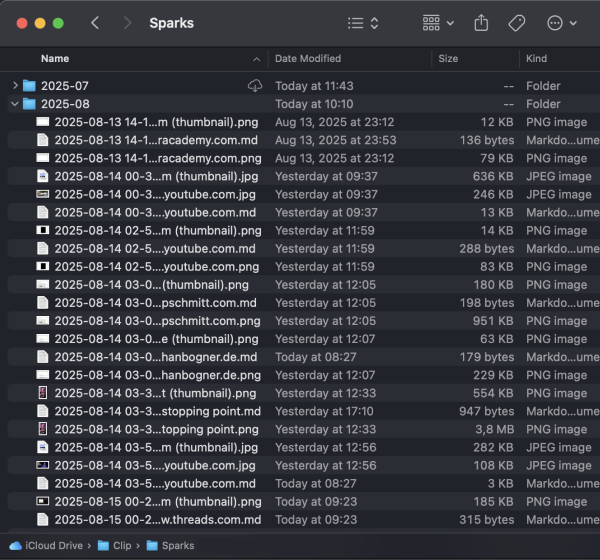 Sparks
Name Date Modified Size Kind
2025-07 Today at 11:43 -- Folder
2025-08 Today at 10:10 -- Folder
2025-08-13 14-1...m (thumbnail).png Aug 13, 2025 at 23:12 12 KB PNG image
2025-08-13 14-1...racademy.com.md Aug 13, 2025 at 23:53 136 bytes Markdo...ume
2025-08-13 14-1...racademy.com.png Aug 13, 2025 at 23:12 79 KB PNG image
2025-08-14 00-3...m (thumbnail).jpg Yesterday at 09:37 636 KB JPEG image
2025-08-14 00-3....youtube.com.jpg Yesterday at 09:37 246 KB JPEG image
2025-08-14 00-3....youtube.com.md Yesterday at 09:37 13 KB Markdo...ume
2025-08-14 02-5...m (thumbnail).png Yesterday at 11:59 14 KB PNG image
2025-08-14 02-5....youtube.com.md Yesterday at 11:59 288 bytes Markdo...ume
2025-08-14 02-5....youtube.com.png Yesterday at 11:59 83 KB PNG image
2025-08-14 03-0...(thumbnail).png Yesterday at 12:05 180 KB PNG image
2025-08-14 03-0...pschmitt.com.md Yesterday at 12:05 198 bytes Markdo...ume
2025-08-14 03-0...pschmitt.com.png Yesterday at 12:05 951 KB PNG image
2025-08-14 03-0...e (thumbnail).png Yesterday at 12:07 63 KB PNG image
2025-08-14 03-0...hanbogner.de.md Today at 08:27 179 bytes Markdo...ume
2025-08-14 03-0...hanbogner.de.png Yesterday at 12:07 229 KB PNG image
2025-08-14 03-3...t (thumbnail).png Yesterday at 12:33 554 KB PNG image
2025-08-14 03-3...stopping point.md Yesterday at 17:10 947 bytes Markdo...ume
2025-08-14 03-3...topping point.png Yesterday at 12:33 3,8 MB PNG image
2025-08-14 03-5...m (thumbnail).jpg Yesterday at 12:56 282 KB JPEG image
2025-08-14 03-5....youtube.com.jpg Yesterday at 12:56 108 KB JPEG image
2025-08-14 03-5....youtube.com.md Today at 08:27 3 KB Markdo...ume
2025-08-15 00-2...m (thumbnail).png Today at 09:23 185 KB PNG image
2025-08-15 00-2...w.threads.com.md Today at 09:23 315 bytes Markdo...ume
iCloud Drive › Clip › Sparks